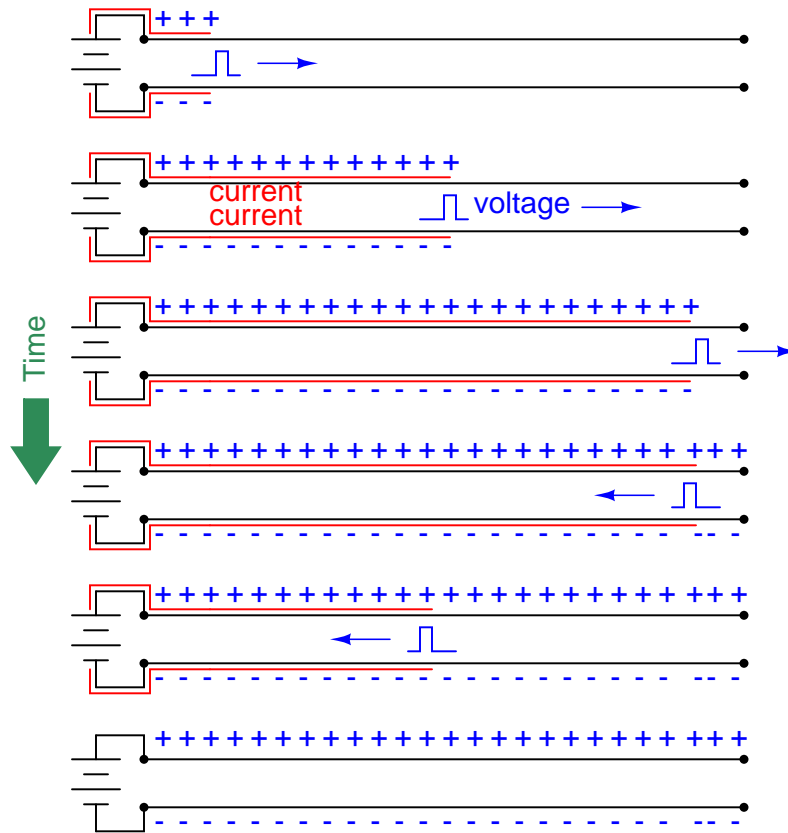 + + +
- - -
+ + + + + + + + + + + + +
current
current
voltage
- - - - - - - - - - - - -
+ + + + + + + + + + + + + + + + + + + + + + +
Time
- - - - - - - - - - - - - - - - - - - - - - -
+ + + + + + + + + + + + + + + + + + + + + + +++
- - - - - - - - - - - - - - - - - - - - - - -- -
+ + + + + + + + + + + + + + + + + + + + + + +++
- - - - - - - - - - - - - - - - - - - - - - -- -
+ + + + + + + + + + + + + + + + + + + + + + +++
- - - - - - - - - - - - - - - - - - - - - - -- -